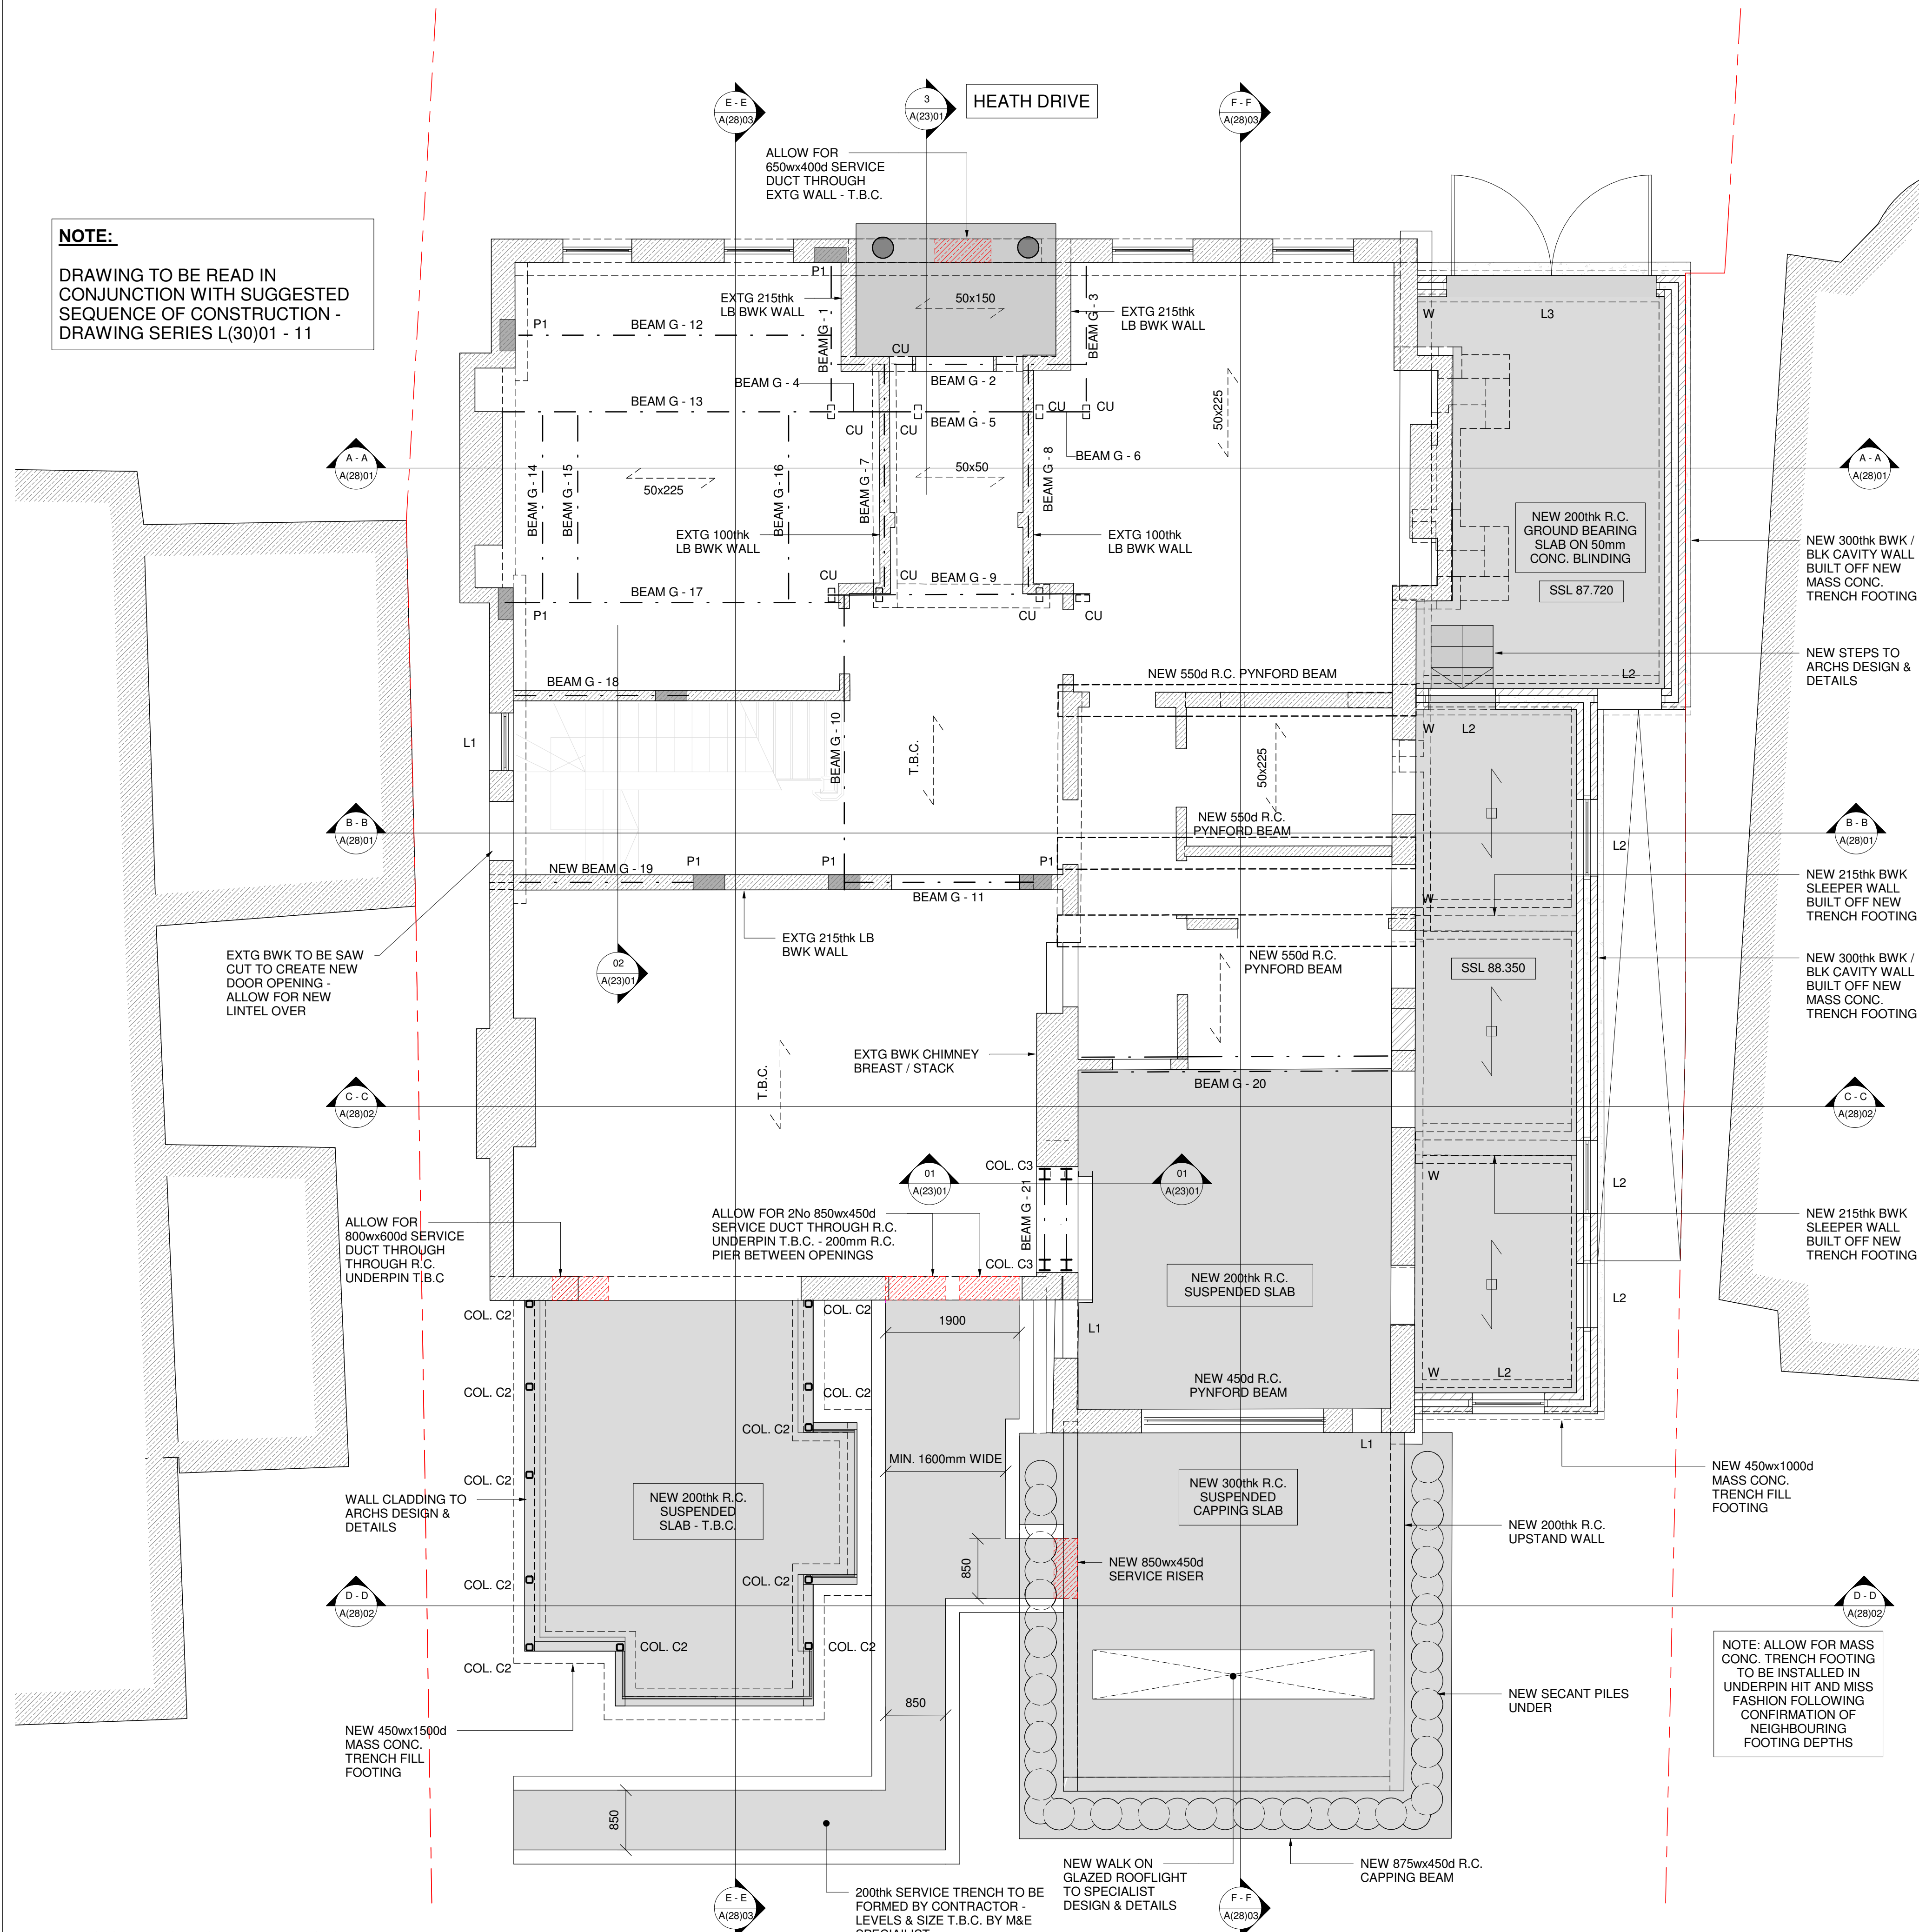 HEATH DRIVE
E - E
A(28)03
3
A(23)01
F - F
A(28)03
ALLOW FOR
650wx400d SERVICE
DUCT THROUGH
EXTG WALL - T.B.C.
NOTE:
DRAWING TO BE READ IN
CONJUNCTION WITH SUGGESTED
SEQUENCE OF CONSTRUCTION -
DRAWING SERIES L(30)01 - 11
P1
EXTG 215thk
LB BWK WALL
50x150
BEAM G - 3
EXTG 215thk
LB BWK WALL
W
L3
P1
BEAM G - 12
BEAM G - 1
CU
BEAM G - 4
BEAM G - 2
BEAM G - 13
CU
CU
CU
CU
BEAM G - 5
50x225
A - A
A(28)01
BEAM G - 14
BEAM G - 15
50x225
BEAM G - 16
BEAM G - 7
50x50
BEAM G - 8
BEAM G - 6
A - A
A(28)01
EXTG 100thk
LB BWK WALL
EXTG 100thk
LB BWK WALL
NEW 200thk R.C.
GROUND BEARING
SLAB ON 50mm
CONC. BLINDING
SSL 87.720
NEW 300thk BWK /
BLK CAVITY WALL
BUILT OFF NEW
MASS CONC.
TRENCH FOOTING
CU
CU
BEAM G - 9
BEAM G - 17
P1
CU
CU
NEW STEPS TO
ARCHS DESIGN &
DETAILS
L2
BEAM G - 18
NEW 550d R.C. PYNFORD BEAM
L1
BEAM G - 10
T.B.C.
50x225
W
L2
B - B
A(28)01
NEW 550d R.C.
PYNFORD BEAM
B - B
A(28)01
L2
NEW BEAM G - 19
P1
P1
P1
BEAM G - 11
W
NEW 215thk BWK
SLEEPER WALL
BUILT OFF NEW
TRENCH FOOTING
EXTG BWK TO BE SAW
CUT TO CREATE NEW
DOOR OPENING -
ALLOW FOR NEW
LINTEL OVER
02
A(23)01
EXTG 215thk LB
BWK WALL
NEW 550d R.C.
PYNFORD BEAM
SSL 88.350
NEW 300thk BWK /
BLK CAVITY WALL
BUILT OFF NEW
MASS CONC.
TRENCH FOOTING
T.B.C.
EXTG BWK CHIMNEY
BREAST / STACK
BEAM G - 20
C - C
A(28)02
C - C
A(28)02
01
A(23)01
COL. C3
01
A(23)01
W
L2
BEAM G - 21
ALLOW FOR
800wx600d SERVICE
DUCT THROUGH
THROUGH R.C.
UNDERPIN T.B.C
ALLOW FOR 2No 850wx450d
SERVICE DUCT THROUGH R.C.
UNDERPIN T.B.C. - 200mm R.C.
PIER BETWEEN OPENINGS
COL. C3
NEW 200thk R.C.
SUSPENDED SLAB
NEW 215thk BWK
SLEEPER WALL
BUILT OFF NEW
TRENCH FOOTING
L2
COL. C2
COL. C2
1900
L1
COL. C2
COL. C2
NEW 450d R.C.
PYNFORD BEAM
W
L2
COL. C2
L1
MIN. 1600mm WIDE
COL. C2
WALL CLADDING TO
ARCHS DESIGN &
DETAILS
NEW 200thk R.C.
SUSPENDED
SLAB - T.B.C.
NEW 300thk R.C.
SUSPENDED
CAPPING SLAB
NEW 450wx1000d
MASS CONC.
TRENCH FILL
FOOTING
NEW 200thk R.C.
UPSTAND WALL
850
NEW 850wx450d
SERVICE RISER
COL. C2
COL. C2
D - D
A(28)02
D - D
A(28)02
COL. C2
COL. C2
COL. C2
NOTE: ALLOW FOR MASS
CONC. TRENCH FOOTING
TO BE INSTALLED IN
UNDERPIN HIT AND MISS
FASHION FOLLOWING
CONFIRMATION OF
NEIGHBOURING
FOOTING DEPTHS
NEW 450wx1500d
MASS CONC.
TRENCH FILL
FOOTING
850
NEW SECANT PILES
UNDER
850
E - E
A(28)03
200thk SERVICE TRENCH TO BE
FORMED BY CONTRACTOR -
LEVELS & SIZE T.B.C. BY M&E
SPECIALIST
NEW WALK ON
GLAZED ROOFLIGHT
TO SPECIALIST
DESIGN & DETAILS
F - F
A(28)03
NEW 875wx450d R.C.
CAPPING BEAM